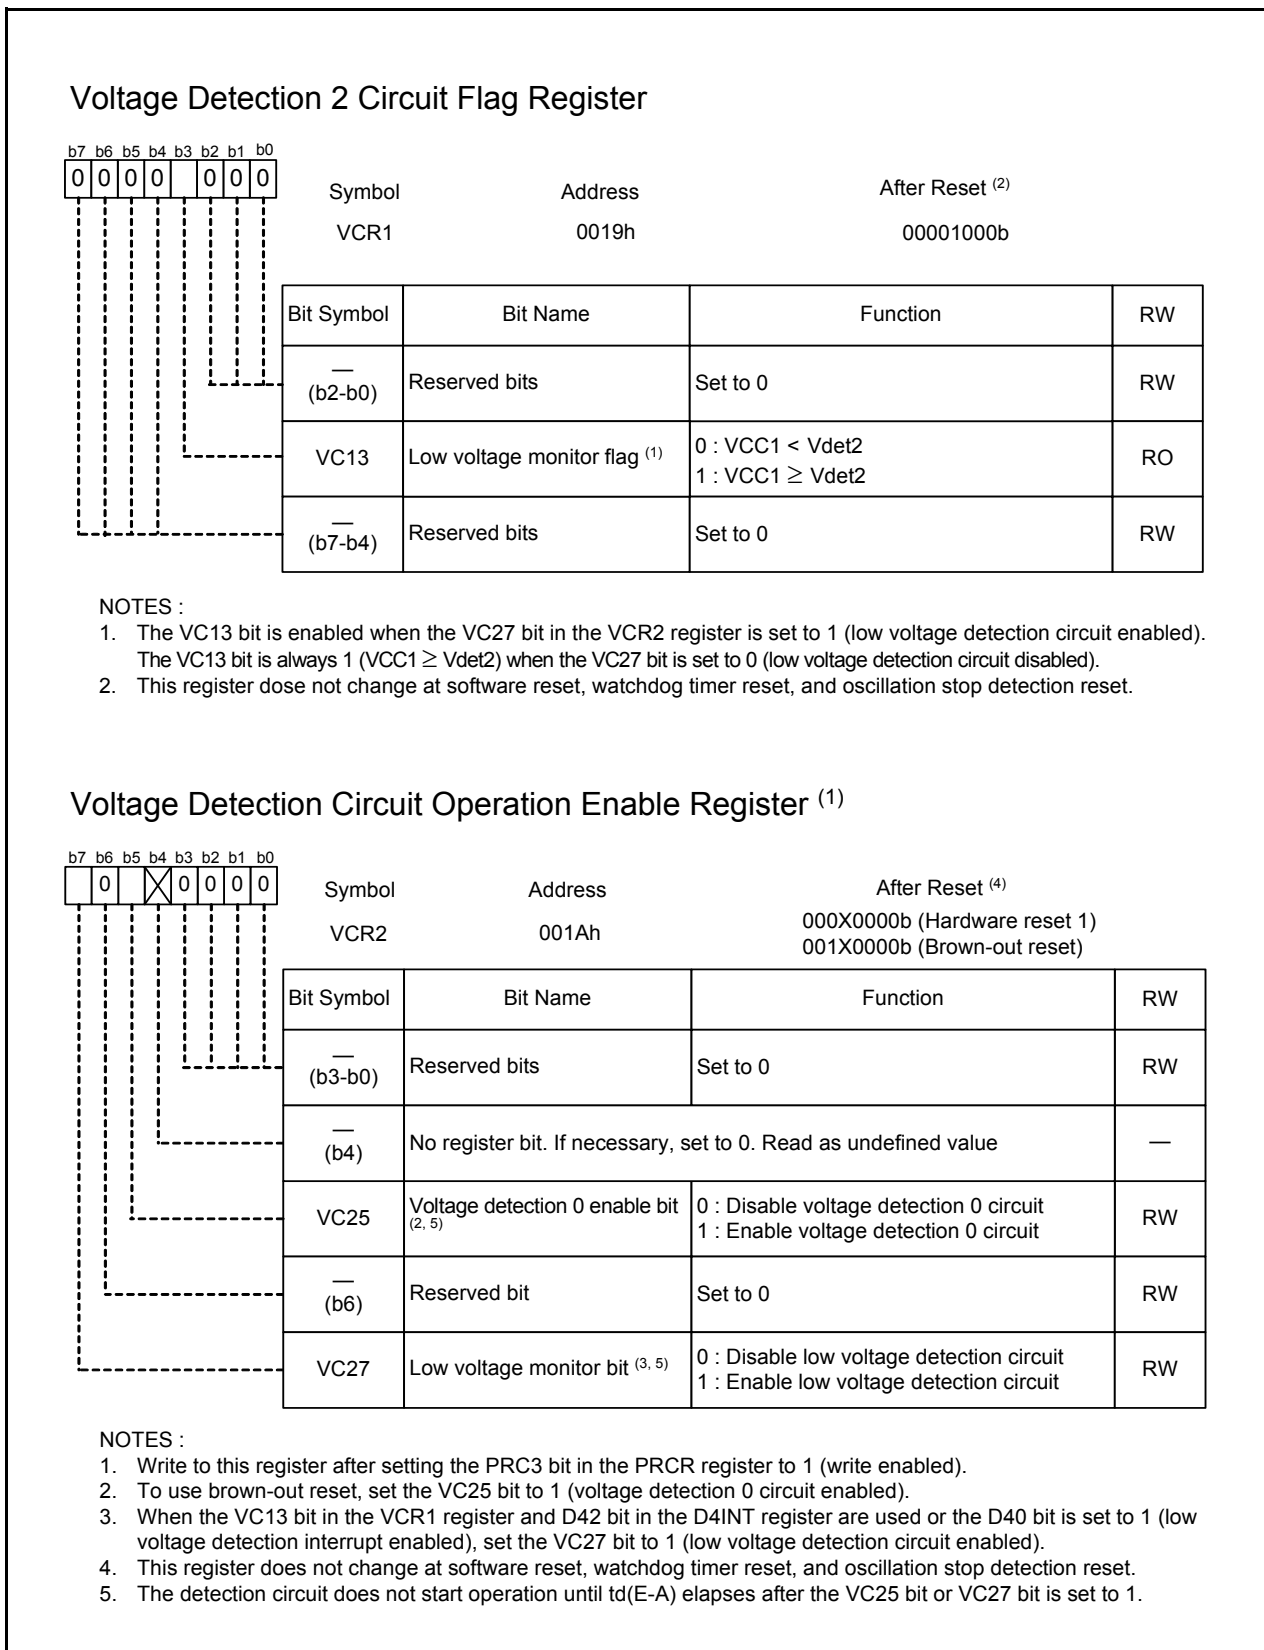 Voltage Detection 2 Circuit Flag Register
b7 b6 b5 b4 b3 b2 b1 b0
0 0 0 0 0 0 0
Symbol Address After Reset (2)
VCR1 0019h 00001000b
Bit Symbol Bit Name Function RW
— (b2-b0) Reserved bits Set to 0 RW
VC13 Low voltage monitor flag (1) 0 : VCC1 < Vdet2 RO
1 : VCC1 ≥ Vdet2
— (b7-b4) Reserved bits Set to 0 RW
NOTES :
1. The VC13 bit is enabled when the VC27 bit in the VCR2 register is set to 1 (low voltage detection circuit enabled).
The VC13 bit is always 1 (VCC1 ≥ Vdet2) when the VC27 bit is set to 0 (low voltage detection circuit disabled).
2. This register dose not change at software reset, watchdog timer reset, and oscillation stop detection reset.
Voltage Detection Circuit Operation Enable Register (1)
b7 b6 b5 b4 b3 b2 b1 b0
0 0 0 0 0
Symbol Address After Reset (4)
VCR2 001Ah 000X0000b (Hardware reset 1)
001X0000b (Brown-out reset)
Bit Symbol Bit Name Function RW
— (b3-b0) Reserved bits Set to 0 RW
— (b4) No register bit. If necessary, set to 0. Read as undefined value —
VC25 Voltage detection 0 enable bit (2, 5) 0 : Disable voltage detection 0 circuit RW
1 : Enable voltage detection 0 circuit
— (b6) Reserved bit Set to 0 RW
VC27 Low voltage monitor bit (3, 5) 0 : Disable low voltage detection circuit RW
1 : Enable low voltage detection circuit
NOTES :
1. Write to this register after setting the PRC3 bit in the PRCR register to 1 (write enabled).
2. To use brown-out reset, set the VC25 bit to 1 (voltage detection 0 circuit enabled).
3. When the VC13 bit in the VCR1 register and D42 bit in the D4INT register are used or the D40 bit is set to 1 (low
voltage detection interrupt enabled), set the VC27 bit to 1 (low voltage detection circuit enabled).
4. This register does not change at software reset, watchdog timer reset, and oscillation stop detection reset.
5. The detection circuit does not start operation until td(E-A) elapses after the VC25 bit or VC27 bit is set to 1.